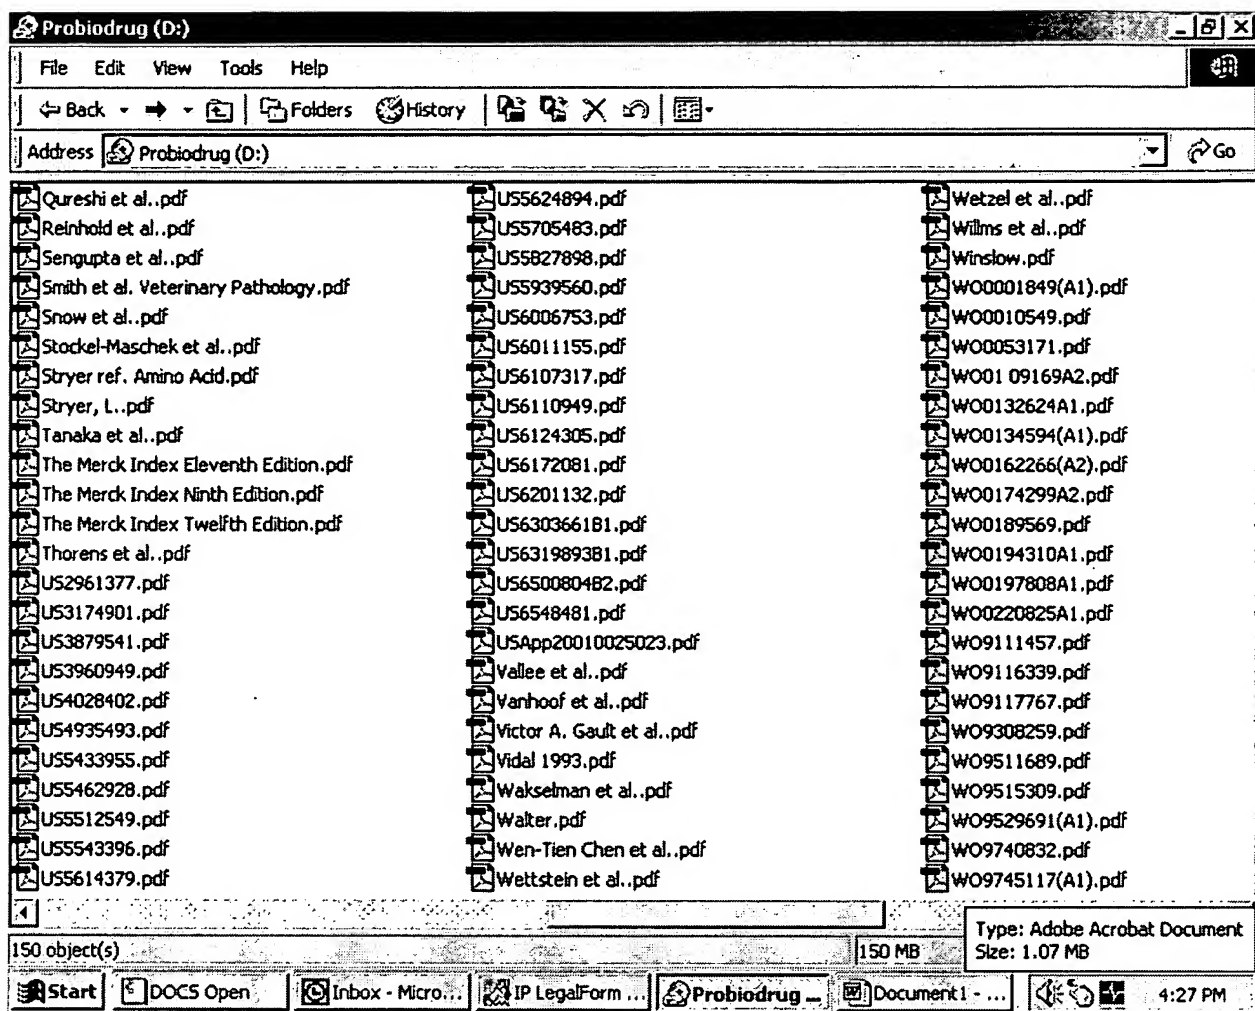 Probiodrug (D:)
File Edit View Tools Help
Back Folders History
Address Probiodrug (D:) Go
Qureshi et al..pdf
Reinhold et al..pdf
Sengupta et al..pdf
Smith et al. Veterinary Pathology.pdf
Snow et al..pdf
Stockel-Maschek et al..pdf
Stryer ref. Amino Acid.pdf
Stryer, L..pdf
Tanaka et al..pdf
The Merck Index Eleventh Edition.pdf
The Merck Index Ninth Edition.pdf
The Merck Index Twelfth Edition.pdf
Thorens et al..pdf
US2961377.pdf
US3174901.pdf
US3879541.pdf
US3960949.pdf
US4028402.pdf
US4935493.pdf
US5433955.pdf
US5462928.pdf
US5512549.pdf
US5543396.pdf
US5614379.pdf
US5624894.pdf
US5705483.pdf
US5827898.pdf
US5939560.pdf
US6006753.pdf
US6011155.pdf
US6107317.pdf
US6110949.pdf
US6124305.pdf
US6172081.pdf
US6201132.pdf
US6303661B1.pdf
US6319893B1.pdf
US6500804B2.pdf
US6548481.pdf
USApp20010025023.pdf
Vallee et al..pdf
Vanhoof et al..pdf
Victor A. Gault et al..pdf
Vidal 1993.pdf
Wakselman et al..pdf
Walter.pdf
Wen-Tien Chen et al..pdf
Wettstein et al..pdf
Wetzel et al..pdf
Willms et al..pdf
Winslow.pdf
WO0001849(A1).pdf
WO0010549.pdf
WO0053171.pdf
WO01 09169A2.pdf
WO0132624A1.pdf
WO0134594(A1).pdf
WO0162266(A2).pdf
WO0174299A2.pdf
WO0189569.pdf
WO0194310A1.pdf
WO0197808A1.pdf
WO0220825A1.pdf
WO9111457.pdf
WO9116339.pdf
WO9117767.pdf
WO9308259.pdf
WO9511689.pdf
WO9515309.pdf
WO9529691(A1).pdf
WO9740832.pdf
WO9745117(A1).pdf
Type: Adobe Acrobat Document
Size: 1.07 MB
150 object(s) 150 MB
Start DOCS Open Inbox - Micro... IP LegalForm ... Probiodrug ... Document1 - ... 4:27 PM